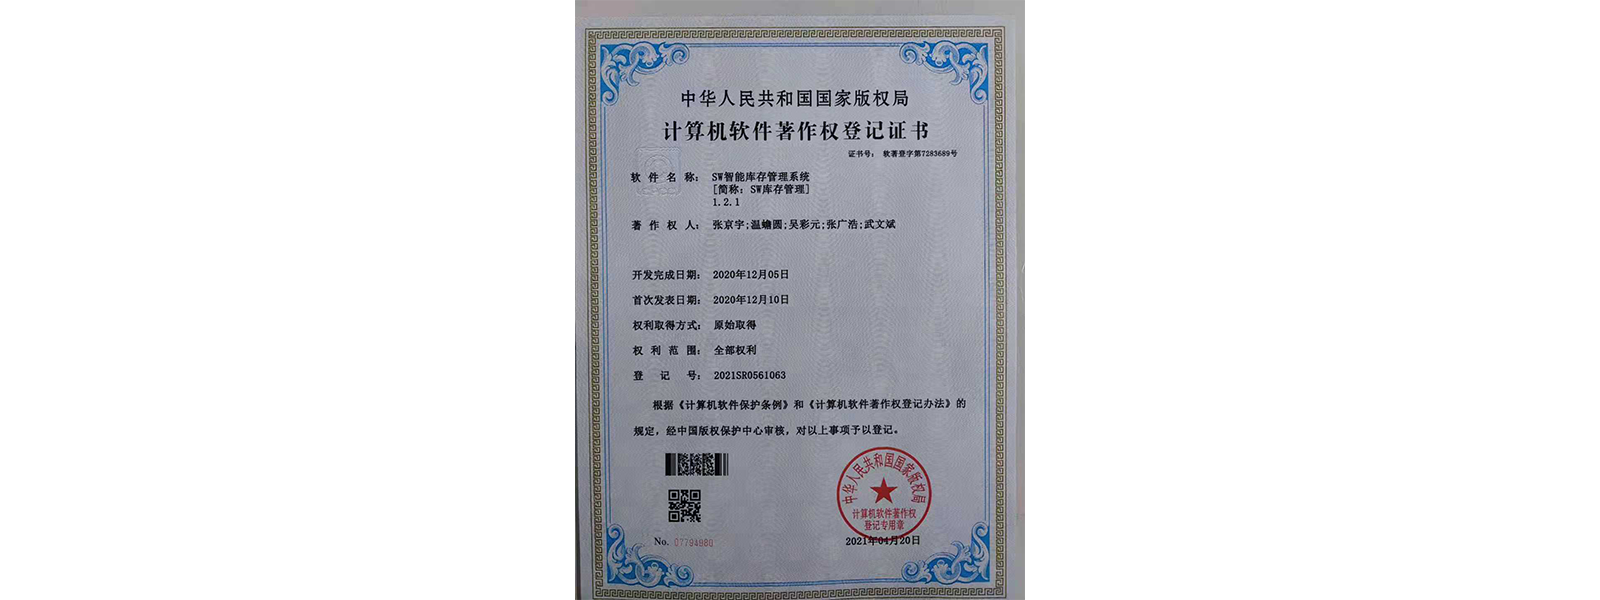 中华人民共和国国家版权局
计算机软件著作权登记证书
证书号： 软著登字第7283689号
软件名称： SW智能库存管理系统
[简称：SW库存管理]
1.2.1
著作权人： 张京宇;温蟾圆;吴彩元;张广浩;武文斌
开发完成日期： 2020年12月05日
首次发表日期： 2020年12月10日
权利取得方式： 原始取得
权利范围： 全部权利
登记号： 2021SR0561063
根据《计算机软件保护条例》和《计算机软件著作权登记办法》的
规定，经中国版权保护中心审核，对以上事项予以登记。
中华人民共和国国家版权局
计算机软件著作权
登记专用章
No. 07794880
2021年04月20日